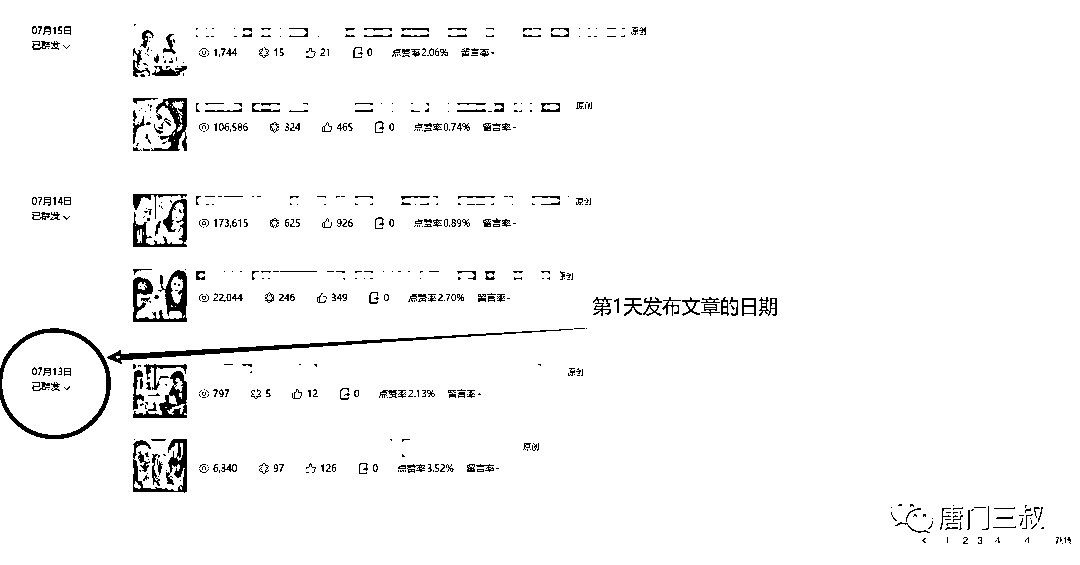 07月15日
已群发
原创
1,744 15 21 0 点赞率2.06% 留言率-
原创
106,586 324 465 0 点赞率0.74% 留言率-
07月14日
已群发
原创
173,615 625 926 0 点赞率0.89% 留言率-
原创
22,044 246 349 0 点赞率2.70% 留言率-
第1天发布文章的日期
07月13日
已群发
原创
797 5 12 0 点赞率2.13% 留言率-
原创
6,340 97 126 0 点赞率3.52% 留言率-
唐门三叔
< 1 2 3 4 4